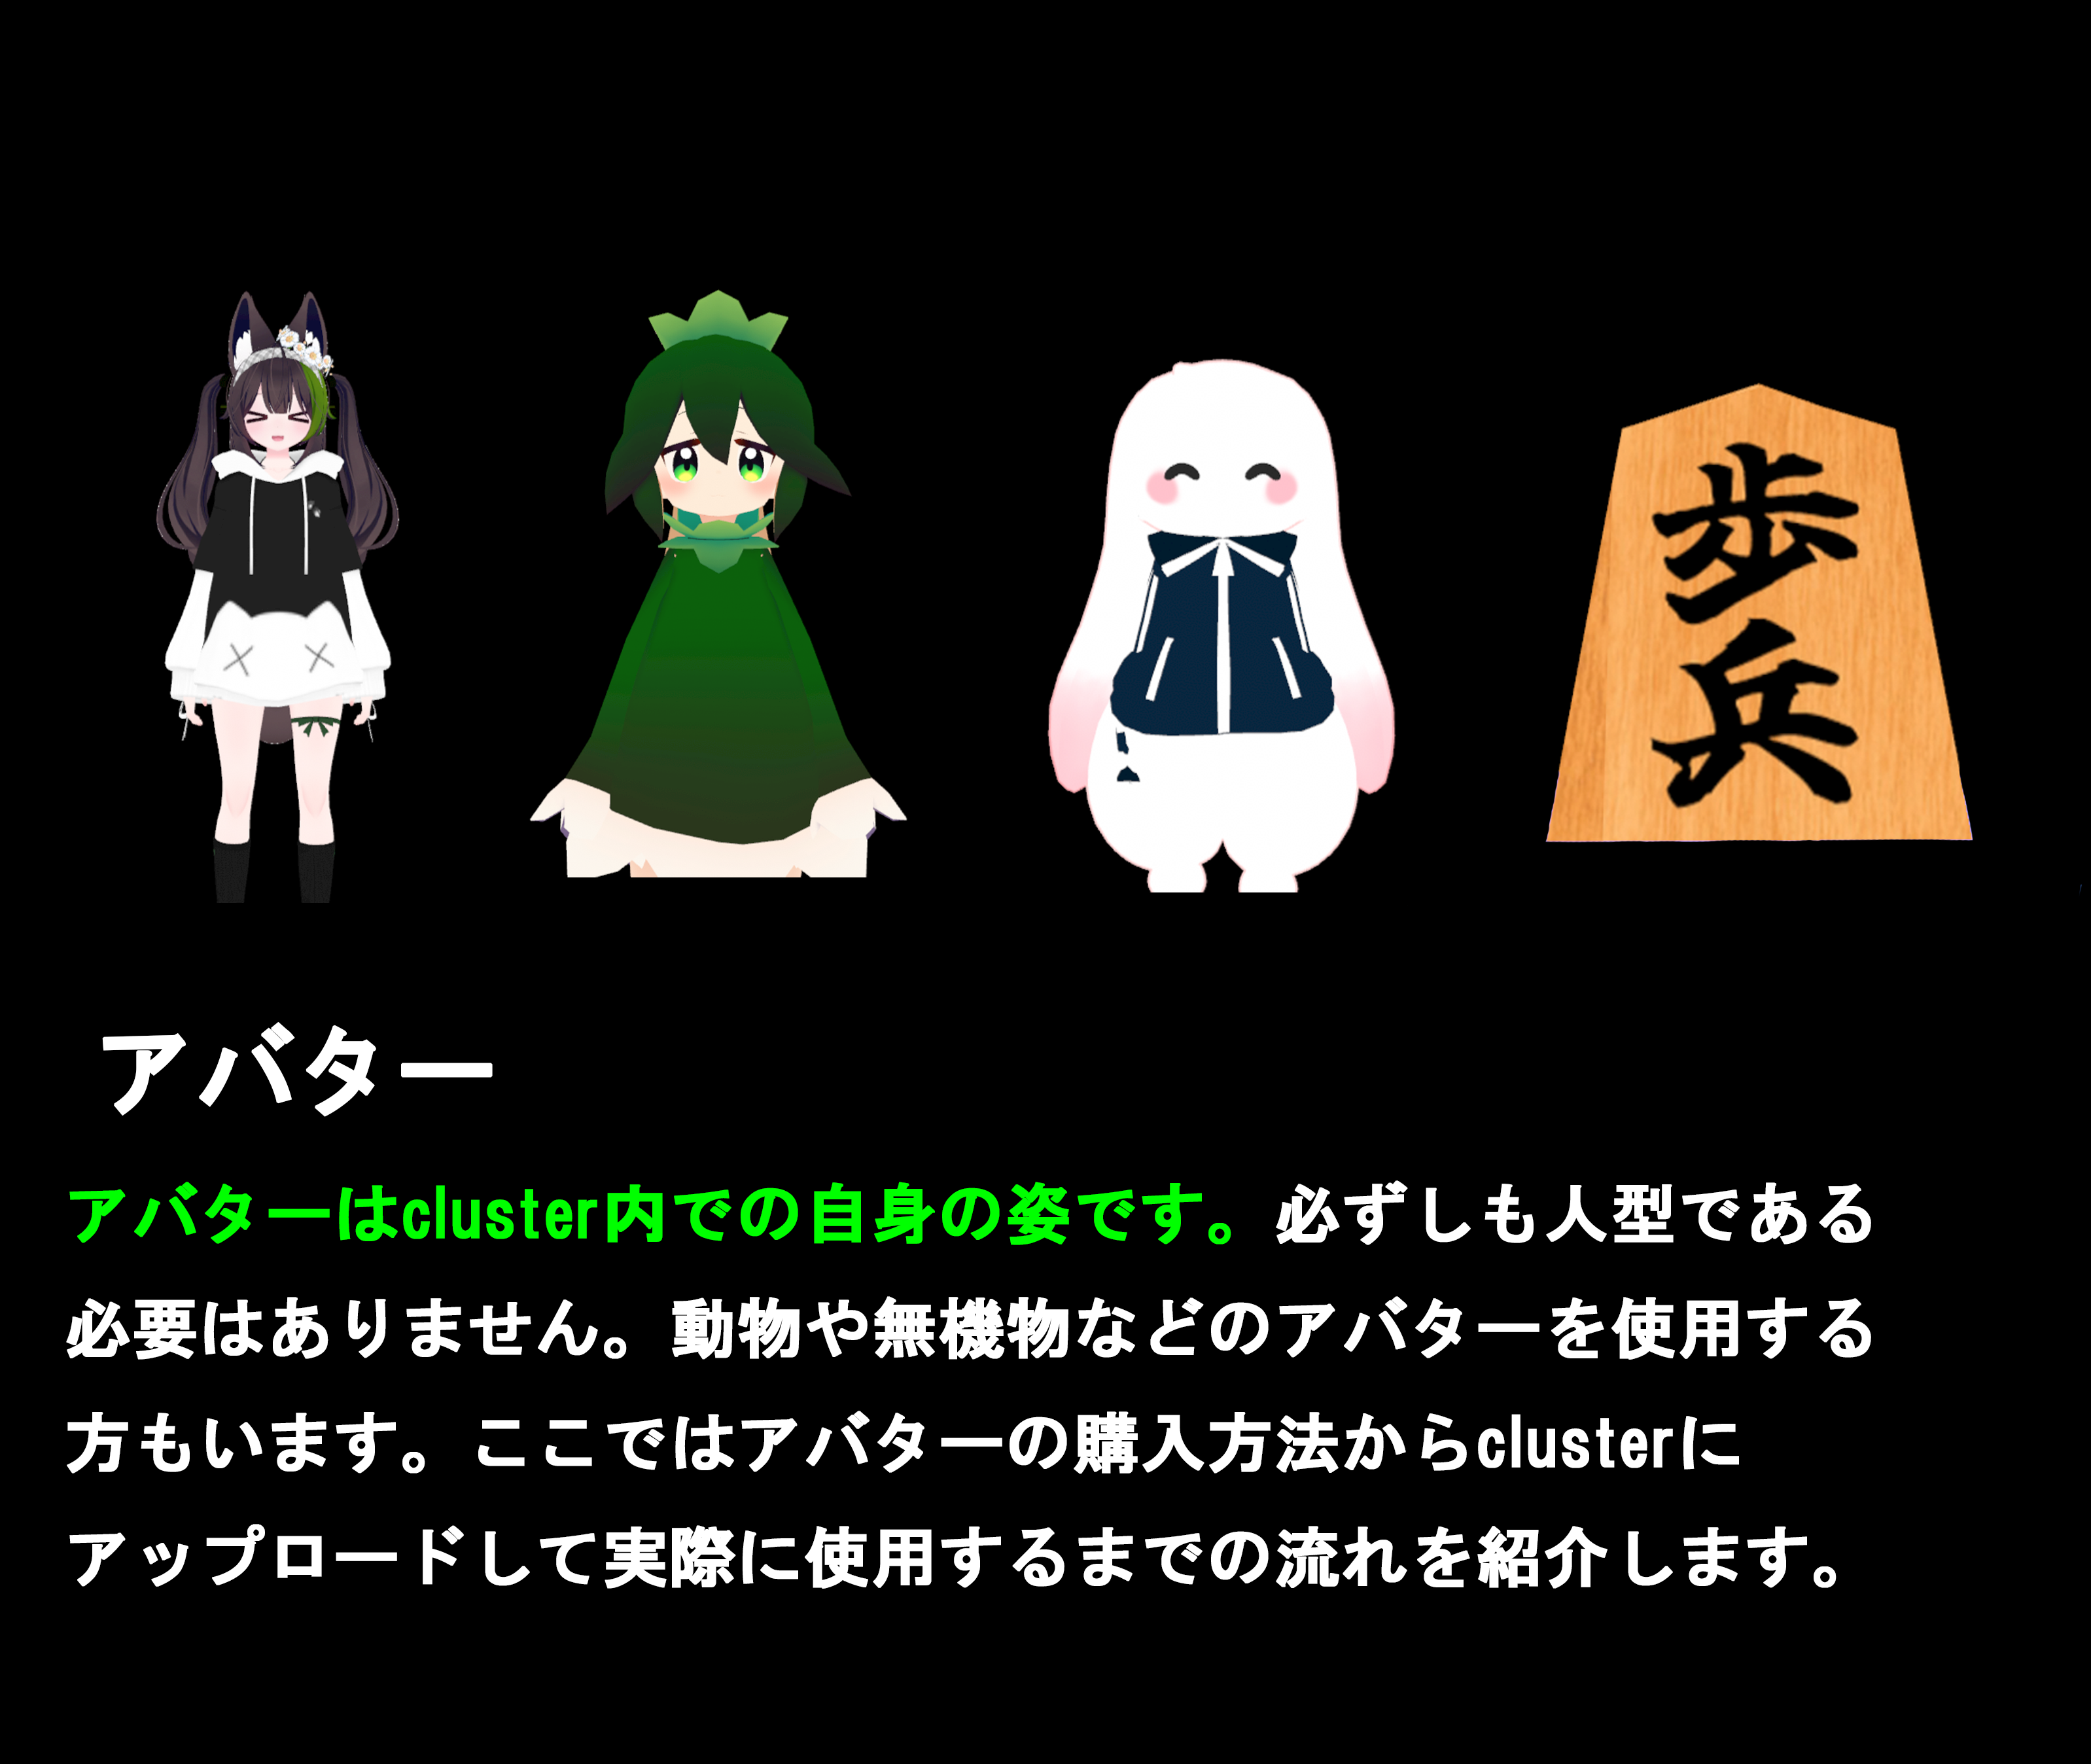 歩兵
アバター
アバターはcluster内での自身の姿です。必ずしも人型である
必要はありません。動物や無機物などのアバターを使用する
方もいます。ここではアバターの購入方法からclusterに
アップロードして実際に使用するまでの流れを紹介します。